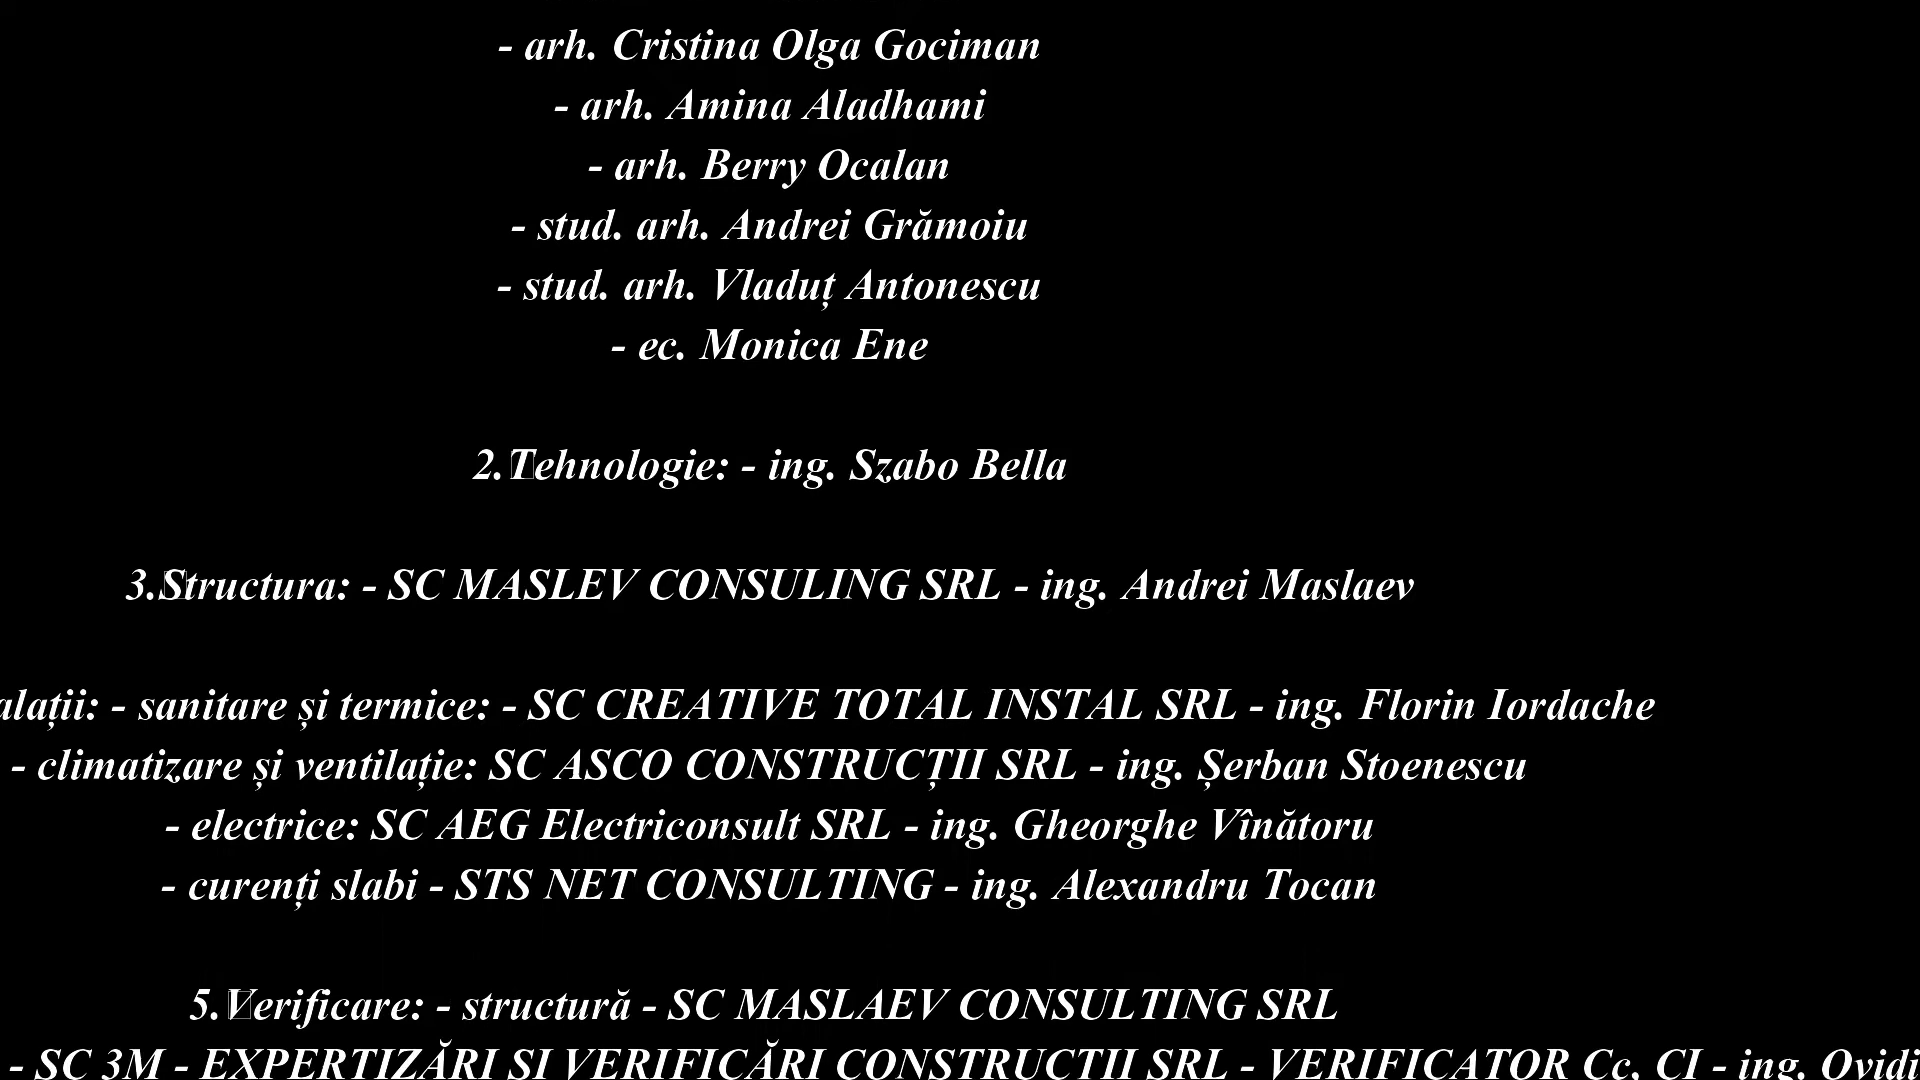 - arh. Cristina Olga Gociman
- arh. Amina Aladhami
- arh. Berry Ocalan
- stud. arh. Andrei Grămoiu
- stud. arh. Vladuț Antonescu
- ec. Monica Ene
2. Tehnologie: - ing. Szabo Bella
3. Structura: - SC MASLEV CONSULING SRL - ing. Andrei Maslaev
alații: - sanitare și termice: - SC CREATIVE TOTAL INSTAL SRL - ing. Florin Iordache
- climatizare și ventilație: SC ASCO CONSTRUCȚII SRL - ing. Șerban Stoenescu
- electrice: SC AEG Electriconsult SRL - ing. Gheorghe Vînătoru
- curenți slabi - STS NET CONSULTING - ing. Alexandru Tocan
5. Verificare: - structură - SC MASLAEV CONSULTING SRL
- SC 3M - EXPERTIZĂRI SI VERIFICĂRI CONSTRUCTII SRL - VERIFICATOR Cc, CI - ing. Ovidi